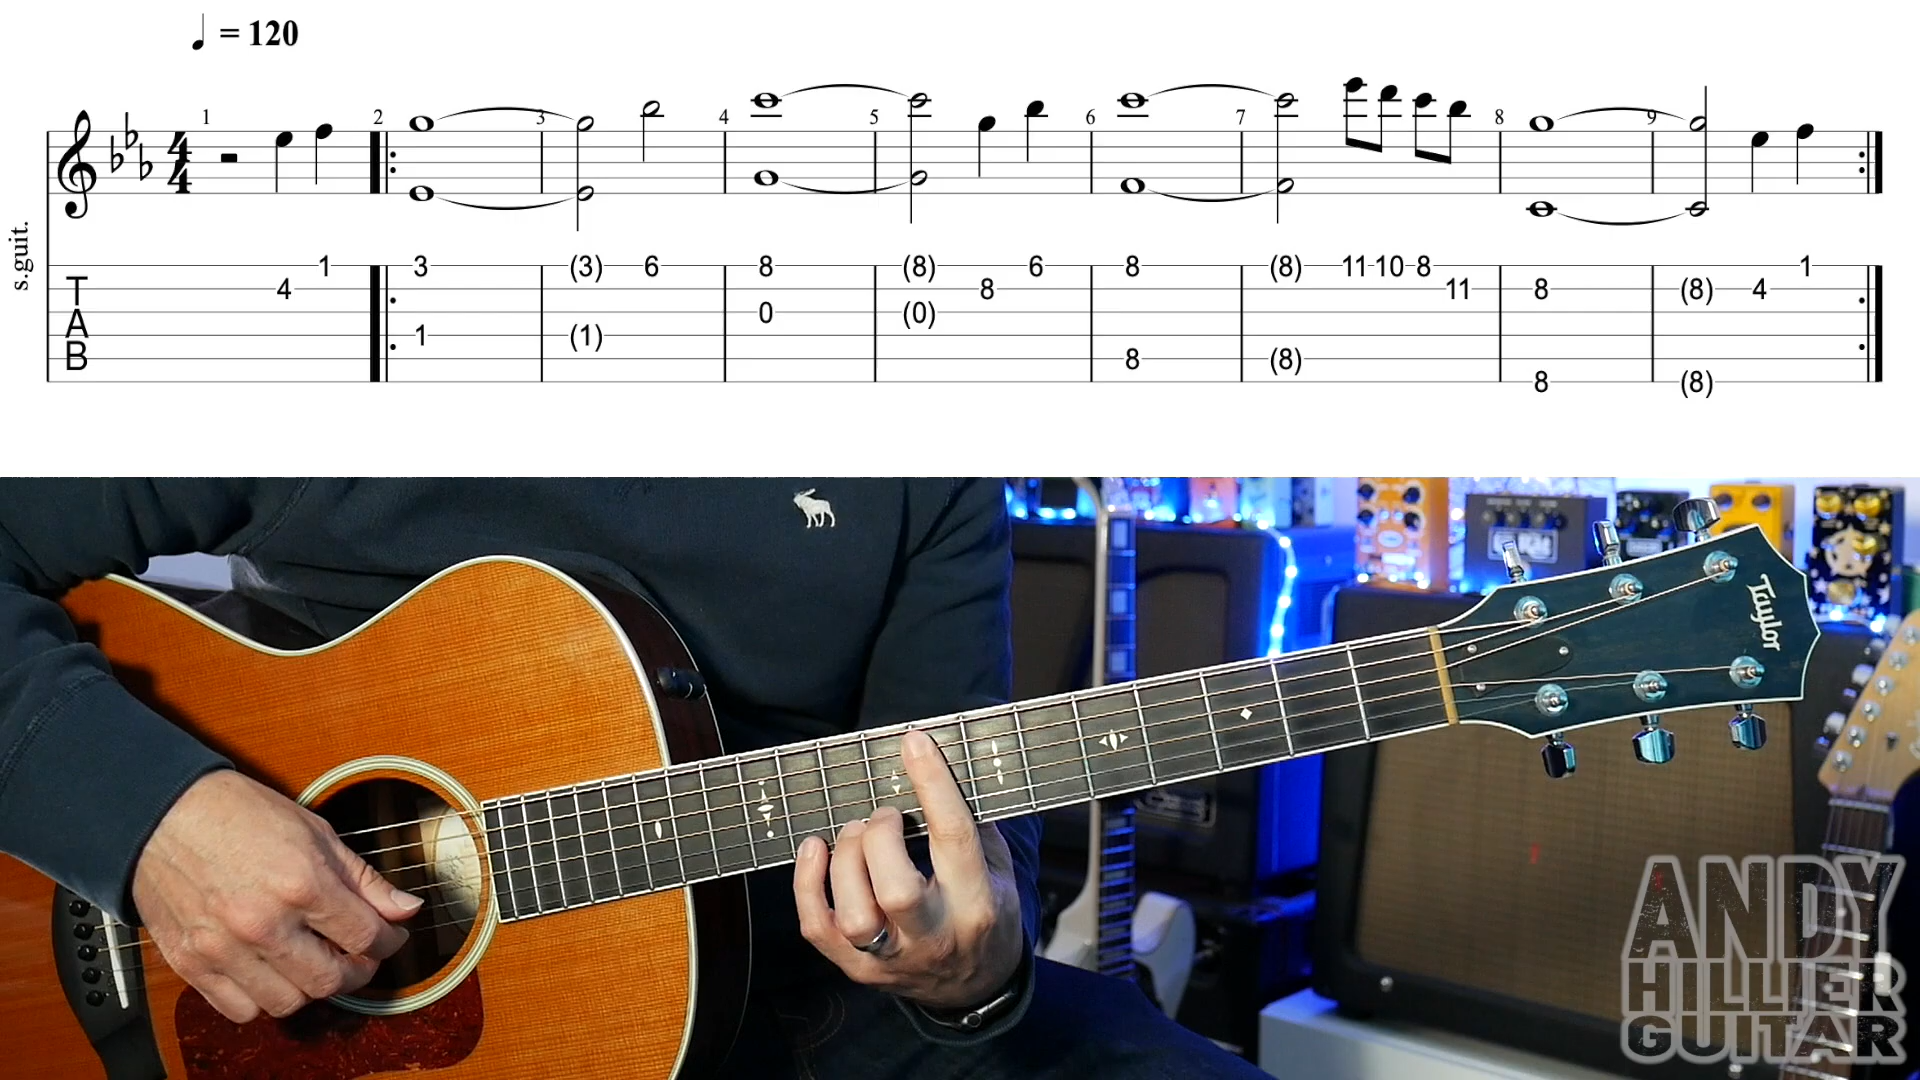 ♩ = 120
1 2 3 4 5 6 7 8 9
4
4
s.guit.
1 3 (3) 6 8 (8) 6 8 (8) 11 10 8 1
T 4 8 11 8 (8) 4
A 0 (0)
1 (1)
B 8 (8)
8 (8)
Taylor
ANDY
HILLIER
GUITAR